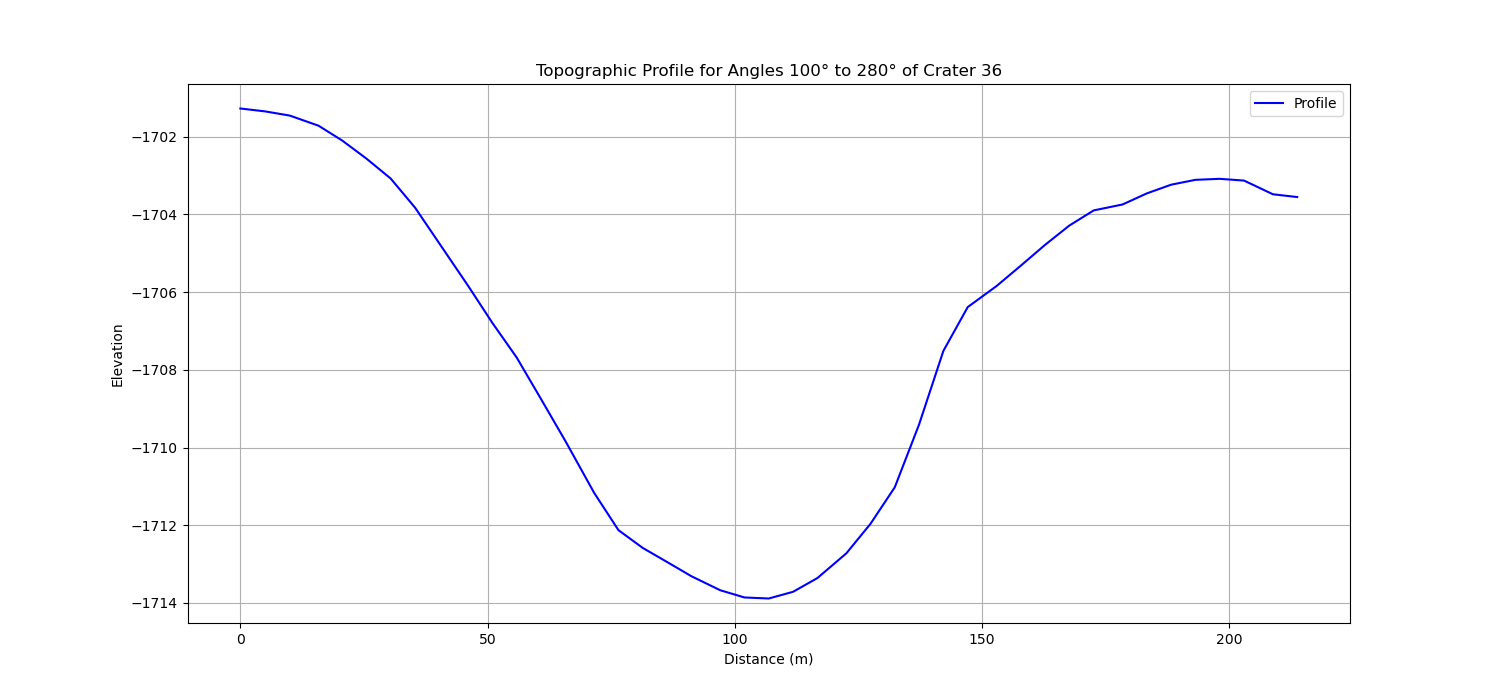 Topographic Profile for Angles 100° to 280° of Crater 36
Profile
−1702
−1704
−1706
−1708
−1710
−1712
−1714
Elevation
0 50 100 150 200
Distance (m)